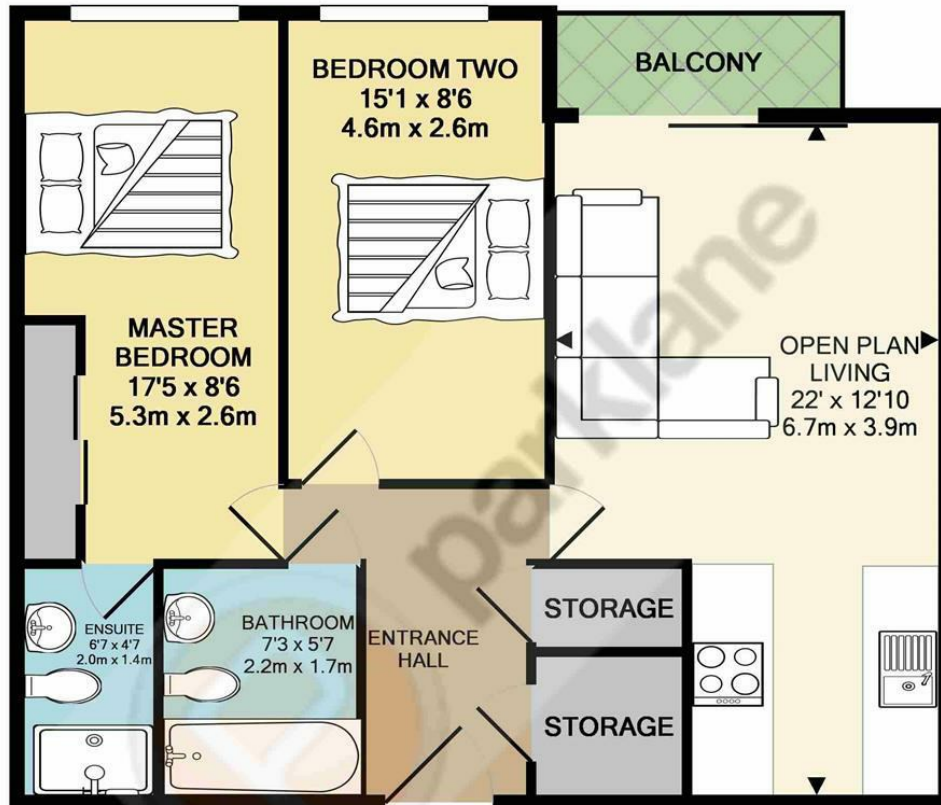 BEDROOM TWO
15'1 x 8'6
4.6m x 2.6m
BALCONY
MASTER
BEDROOM
17'5 x 8'6
5.3m x 2.6m
OPEN PLAN
LIVING
22' x 12'10
6.7m x 3.9m
ENSUITE
6'7 x 4'7
2.0m x 1.4m
BATHROOM
7'3 x 5'7
2.2m x 1.7m
ENTRANCE
HALL
STORAGE
STORAGE
parklane